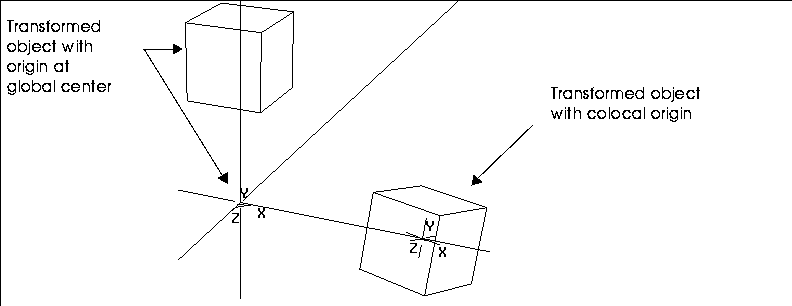 Transformed
object with
origin at
global center
Transformed object
with colocal origin
Y
Z
X
Y
Z
X